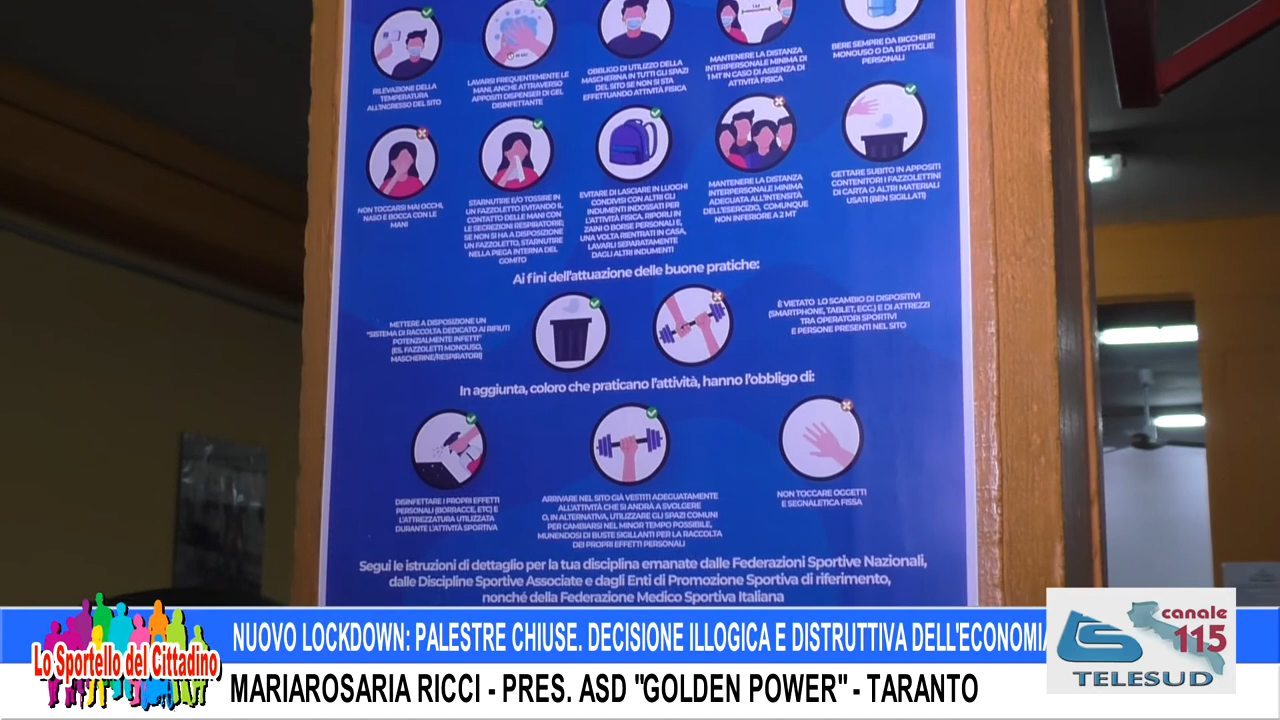 RILEVAZIONE DELLA
TEMPERATURA
ALL'INGRESSO DEL SITO
LAVARSI FREQUENTEMENTE LE
MANI, ANCHE ATTRAVERSO
APPOSITI DISPENSER DI GEL
DISINFETTANTE
OBBLIGO DI UTILIZZO DELLA
MASCHERINA IN TUTTI GLI SPAZI
DEL SITO SE NON SI STA
EFFETTUANDO ATTIVITÀ FISICA
MANTENERE LA DISTANZA
INTERPERSONALE MINIMA DI
1 MT IN CASO DI ASSENZA DI
ATTIVITÀ FISICA
BERE SEMPRE DA BICCHIERI
MONOUSO O DA BOTTIGLIE
PERSONALI
NON TOCCARSI MAI OCCHI,
NASO E BOCCA CON LE
MANI
STARNUTIRE E/O TOSSIRE IN
UN FAZZOLETTO EVITANDO IL
CONTATTO DELLE MANI CON
LE SECREZIONI RESPIRATORIE;
SE NON SI HA A DISPOSIZIONE
UN FAZZOLETTO, STARNUTIRE
NELLA PIEGA INTERNA DEL
GOMITO
EVITARE DI LASCIARE IN LUOGHI
CONDIVISI CON ALTRI GLI
INDUMENTI INDOSSATI PER
L'ATTIVITÀ FISICA. RIPORLI IN
ZAINI O BORSE PERSONALI E,
UNA VOLTA RIENTRATI IN CASA,
LAVARLI SEPARATAMENTE
DAGLI ALTRI INDUMENTI
MANTENERE LA DISTANZA
INTERPERSONALE MINIMA
ADEGUATA ALL'INTENSITÀ
DELL'ESERCIZIO, COMUNQUE
NON INFERIORE A 2 MT
GETTARE SUBITO IN APPOSITI
CONTENITORI I FAZZOLETTINI
DI CARTA O ALTRI MATERIALI
USATI (BEN SIGILLATI)
Ai fini dell'attuazione delle buone pratiche:
METTERE A DISPOSIZIONE UN
"SISTEMA DI RACCOLTA DEDICATO AI RIFIUTI
POTENZIALMENTE INFETTI"
(ES. FAZZOLETTI MONOUSO,
MASCHERINE/RESPIRATORI)
È VIETATO LO SCAMBIO DI DISPOSITIVI
(SMARTPHONE, TABLET, ECC.) E DI ATTREZZI
TRA OPERATORI SPORTIVI
E PERSONE PRESENTI NEL SITO
In aggiunta, coloro che praticano l'attività, hanno l'obbligo di:
DISINFETTARE I PROPRI EFFETTI
PERSONALI (BORRACCE, ETC) E
L'ATTREZZATURA UTILIZZATA
DURANTE L'ATTIVITÀ SPORTIVA
ARRIVARE NEL SITO GIÀ VESTITI ADEGUATAMENTE
ALL'ATTIVITÀ CHE SI ANDRÀ A SVOLGERE
O, IN ALTERNATIVA, UTILIZZARE GLI SPAZI COMUNI
PER CAMBIARSI NEL MINOR TEMPO POSSIBILE,
MUNENDOSI DI BUSTE SIGILLANTI PER LA RACCOLTA
DEI PROPRI EFFETTI PERSONALI
NON TOCCARE OGGETTI
E SEGNALETICA FISSA
Segui le istruzioni di dettaglio per la tua disciplina emanate dalle Federazioni Sportive Nazionali,
dalle Discipline Sportive Associate e dagli Enti di Promozione Sportiva di riferimento,
nonché della Federazione Medico Sportiva Italiana
NUOVO LOCKDOWN: PALESTRE CHIUSE. DECISIONE ILLOGICA E DISTRUTTIVA DELL'ECONOMIA
Lo Sportello del Cittadino
MARIAROSARIA RICCI - PRES. ASD "GOLDEN POWER" - TARANTO
canale
115
TELESUD